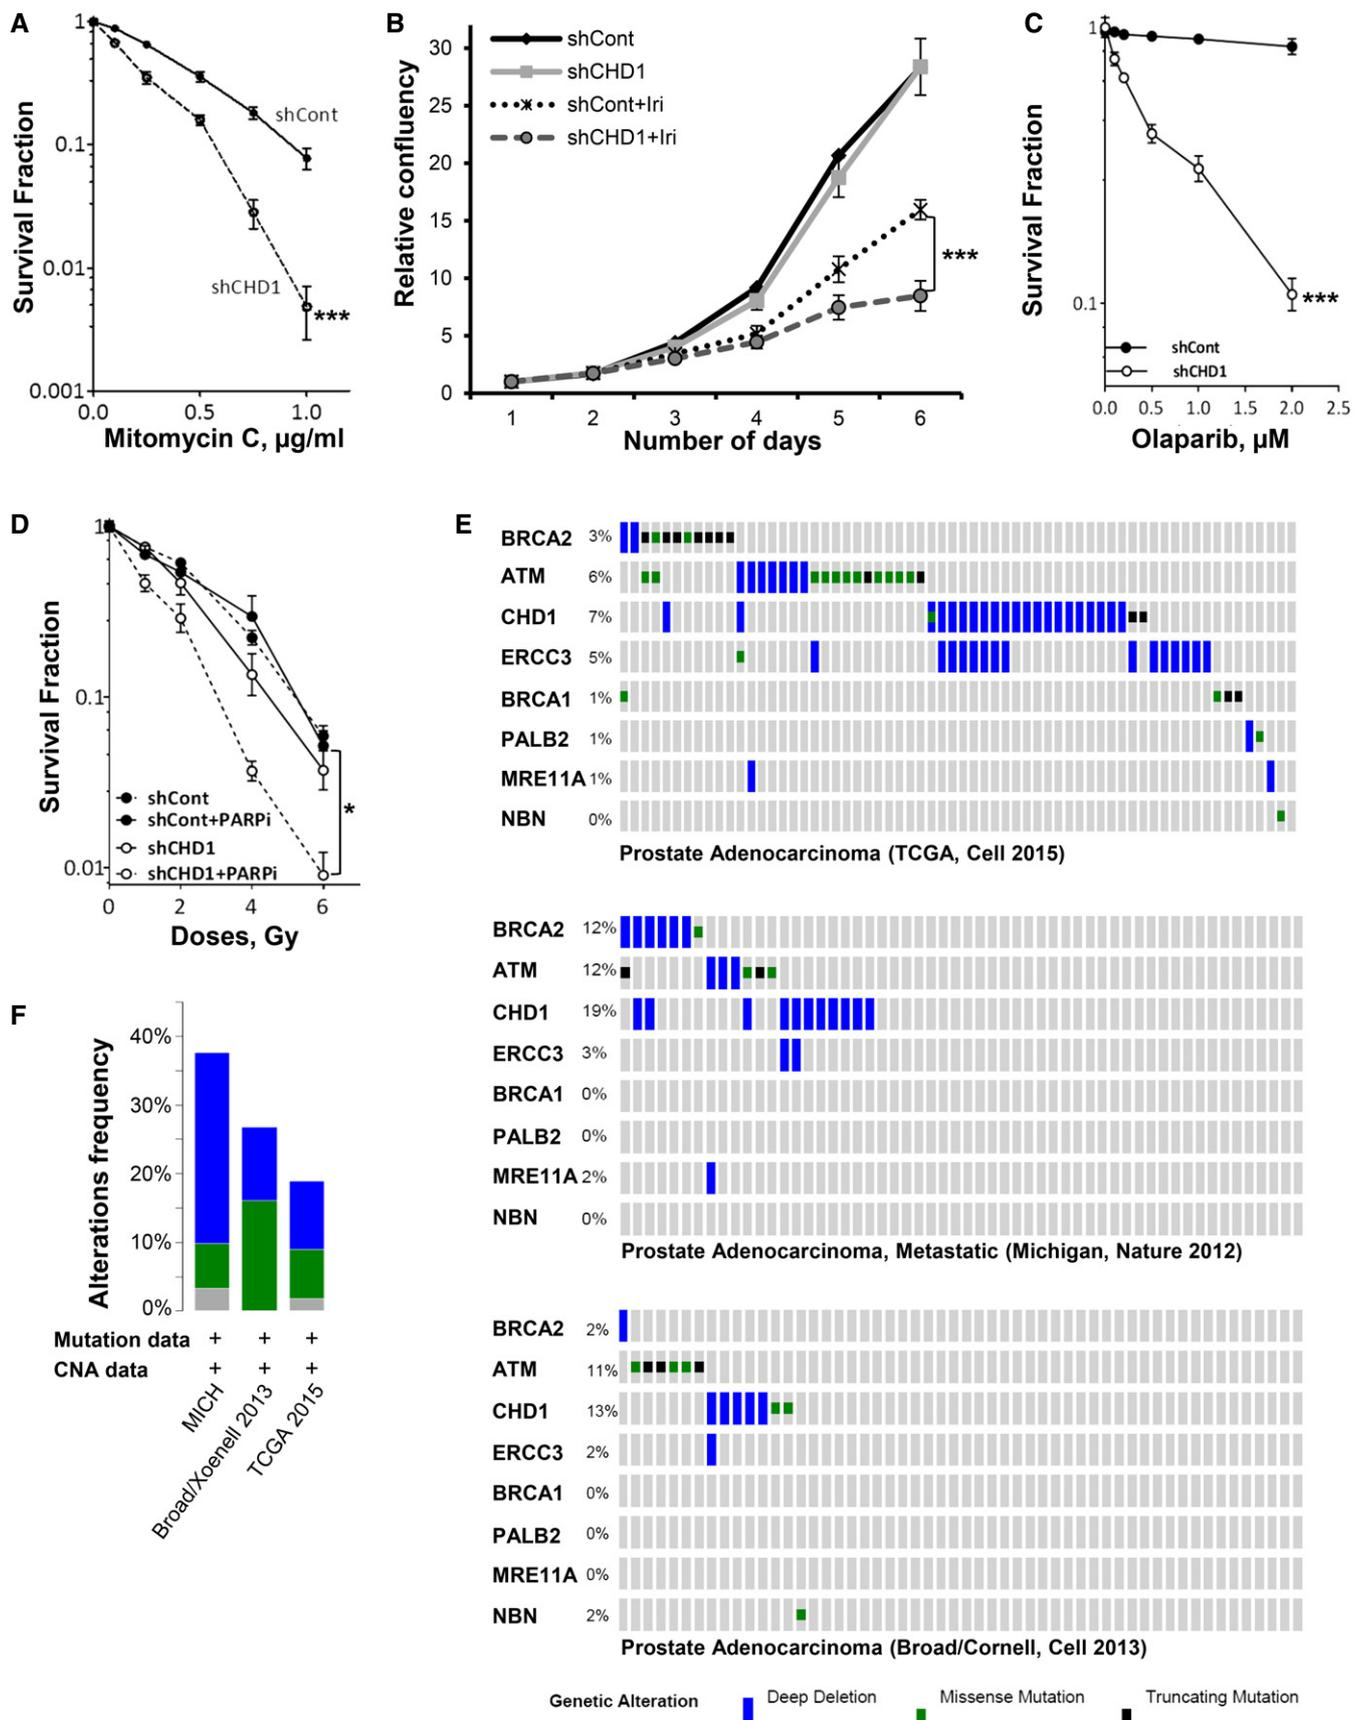 A
1
0.1
0.01
0.001
Survival Fraction
shCont
shCHD1
***
0.0 0.5 1.0
Mitomycin C, µg/ml
B
Relative confluency
30
25
20
15
10
5
0
shCont
shCHD1
shCont+Iri
shCHD1+Iri
***
1 2 3 4 5 6
Number of days
C
Survival Fraction
1
0.1
***
shCont
shCHD1
0.0 0.5 1.0 1.5 2.0 2.5
Olaparib, µM
D
Survival Fraction
1
0.1
0.01
shCont
shCont+PARPi
shCHD1
shCHD1+PARPi
*
0 2 4 6
Doses, Gy
E
BRCA2 3%
ATM 6%
CHD1 7%
ERCC3 5%
BRCA1 1%
PALB2 1%
MRE11A 1%
NBN 0%
Prostate Adenocarcinoma (TCGA, Cell 2015)
BRCA2 12%
ATM 12%
CHD1 19%
ERCC3 3%
BRCA1 0%
PALB2 0%
MRE11A 2%
NBN 0%
Prostate Adenocarcinoma, Metastatic (Michigan, Nature 2012)
BRCA2 2%
ATM 11%
CHD1 13%
ERCC3 2%
BRCA1 0%
PALB2 0%
MRE11A 0%
NBN 2%
Prostate Adenocarcinoma (Broad/Cornell, Cell 2013)
Genetic Alteration Deep Deletion Missense Mutation Truncating Mutation
F
Alterations frequency
40%
30%
20%
10%
0%
Mutation data + + +
CNA data + + +
MICH
Broad/Xoenell 2013
TCGA 2015